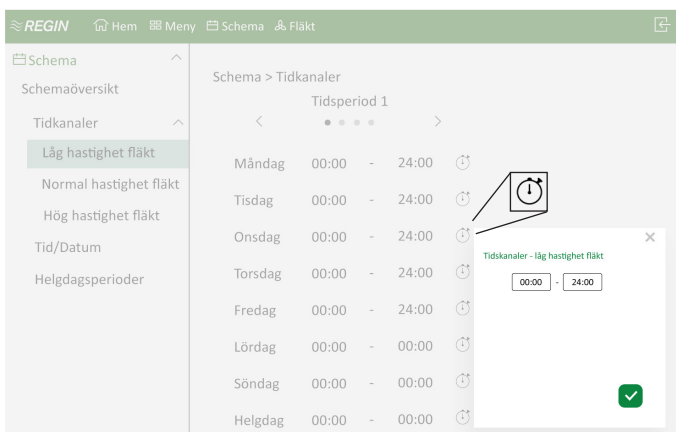 REGIN Hem Meny Schema Fläkt
Schema
Schemaöversikt
Tidkanaler
Låg hastighet fläkt
Normal hastighet fläkt
Hög hastighet fläkt
Tid/Datum
Helgdagsperioder
Schema > Tidkanaler
Tidsperiod 1
Måndag 00:00 - 24:00
Tisdag 00:00 - 24:00
Onsdag 00:00 - 24:00
Torsdag 00:00 - 24:00
Fredag 00:00 - 24:00
Lördag 00:00 - 00:00
Söndag 00:00 - 00:00
Helgdag 00:00 - 00:00
Tidskanaler - låg hastighet fläkt
00:00 - 24:00